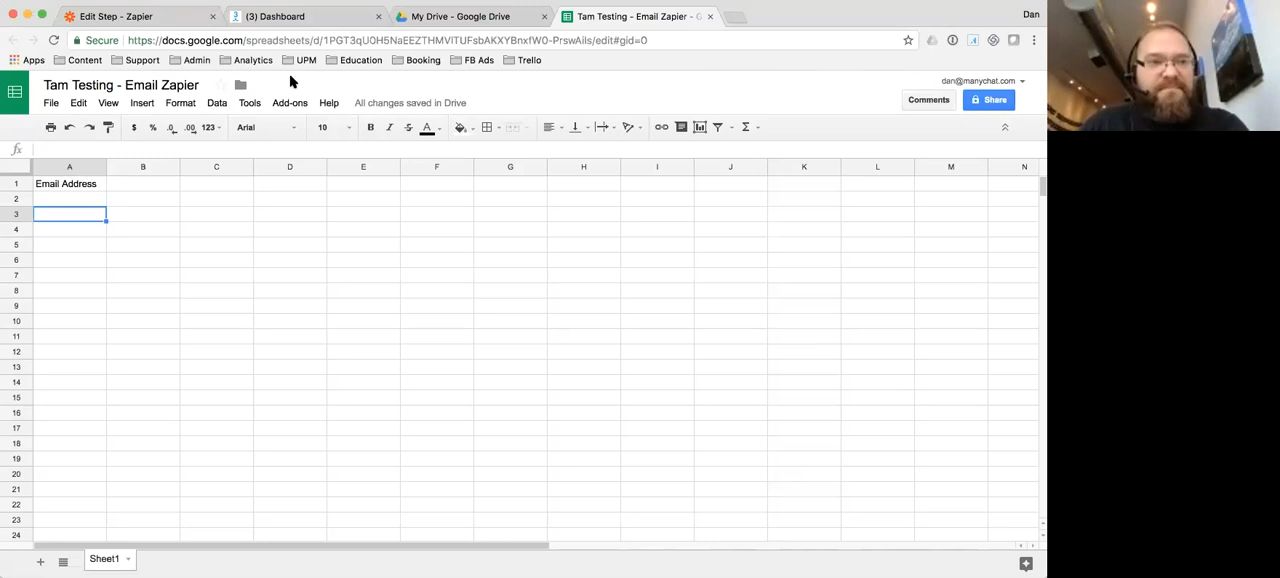 Edit Step - Zapier
(3) Dashboard
My Drive - Google Drive
Tam Testing - Email Zapier - G
Dan
Secure https://docs.google.com/spreadsheets/d/1PGT3qUOH5NaEEZTHMVlTUFsbAKXYBnxfW0-PrswAils/edit#gid=0
Apps Content Support Admin Analytics UPM Education Booking FB Ads Trello
Tam Testing - Email Zapier
dan@manychat.com
File Edit View Insert Format Data Tools Add-ons Help All changes saved in Drive
Comments Share
$ % .0 .00 123 Arial 10 B I S A Σ
fx
A B C D E F G H I J K L M N
1 Email Address
2
3
4
5
6
7
8
9
10
11
12
13
14
15
16
17
18
19
20
21
22
23
24
Sheet1